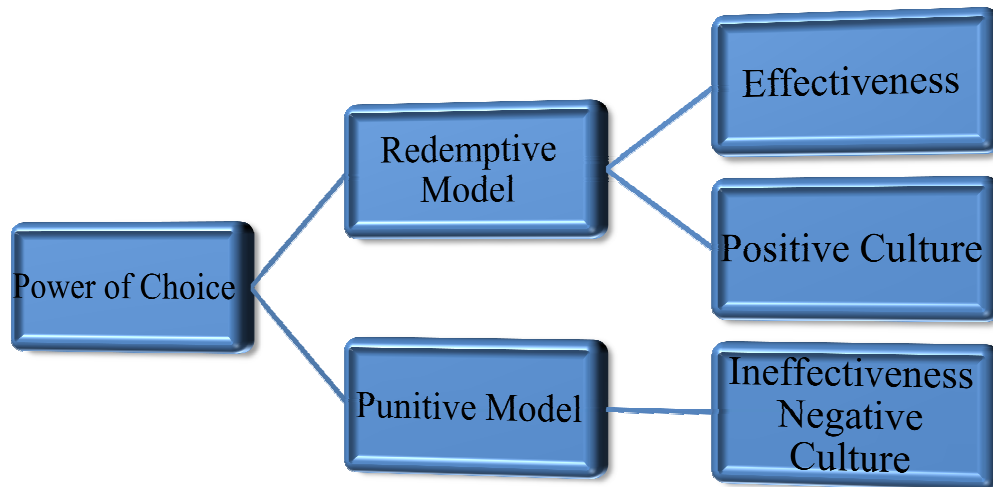 Power of Choice
Redemptive
Model
Punitive Model
Effectiveness
Positive Culture
Ineffectiveness
Negative
Culture